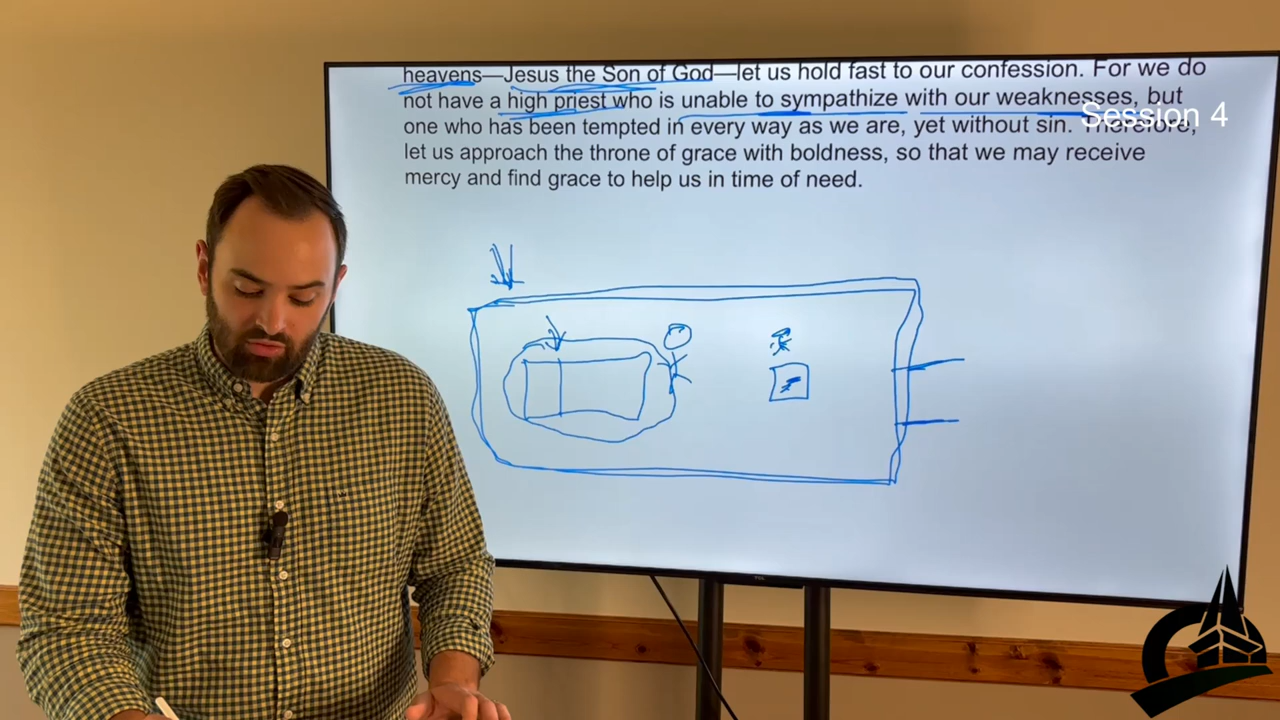 heavens—Jesus the Son of God—let us hold fast to our confession. For we do
not have a high priest who is unable to sympathize with our weaknesses, but
one who has been tempted in every way as we are, yet without sin. Therefore,
let us approach the throne of grace with boldness, so that we may receive
mercy and find grace to help us in time of need.
Session 4
TCL